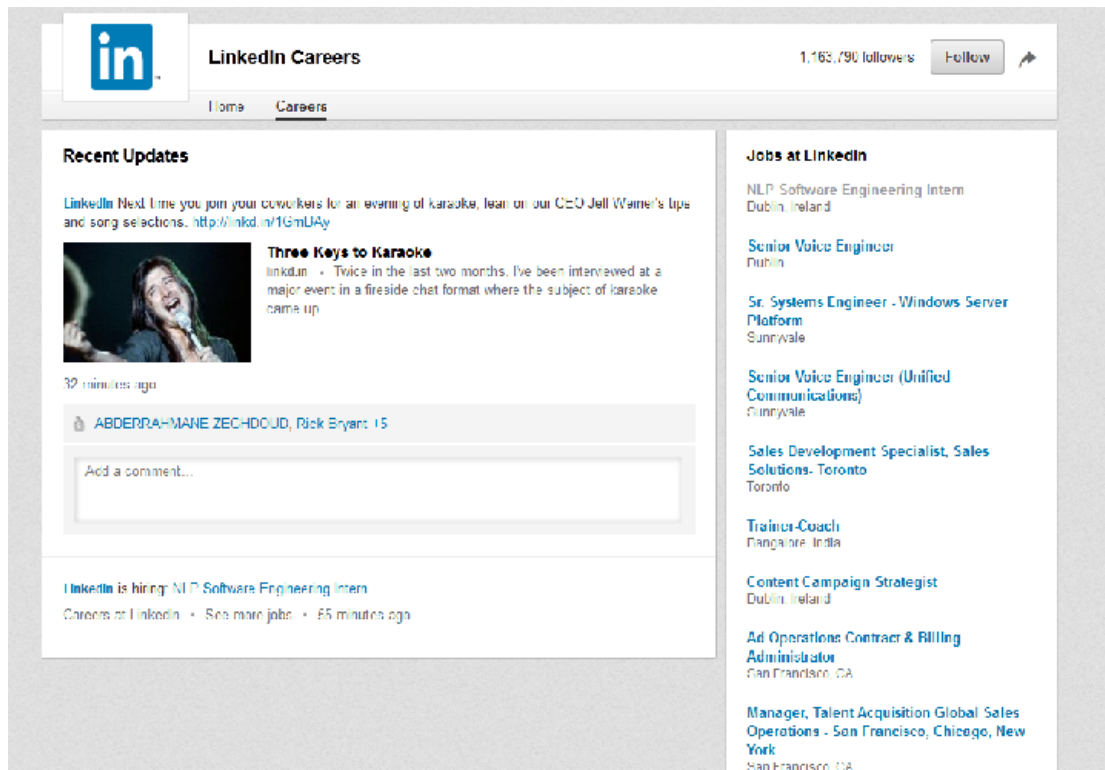 in
LinkedIn Careers
1,163,790 followers
Follow
Home
Careers
Recent Updates
LinkedIn Next time you join your coworkers for an evening of karaoke, lean on our CEO Jeff Weiner's tips
and song selections. http://linkd.in/1GmUAy
Three Keys to Karaoke
linkd.in • Twice in the last two months, I've been interviewed at a
major event in a fireside chat format where the subject of karaoke
came up
32 minutes ago
ABDERRAHMANE ZECHDOUD, Rick Bryant +5
Add a comment...
LinkedIn is hiring: NLP Software Engineering Intern
Careers at LinkedIn • See more jobs • 55 minutes ago
Jobs at LinkedIn
NLP Software Engineering Intern
Dublin, Ireland
Senior Voice Engineer
Dublin
Sr. Systems Engineer - Windows Server
Platform
Sunnyvale
Senior Voice Engineer (Unified
Communications)
Sunnyvale
Sales Development Specialist, Sales
Solutions- Toronto
Toronto
Trainer-Coach
Bangalore, India
Content Campaign Strategist
Dublin, Ireland
Ad Operations Contract & Billing
Administrator
San Francisco, CA
Manager, Talent Acquisition Global Sales
Operations - San Francisco, Chicago, New
York
San Francisco, CA